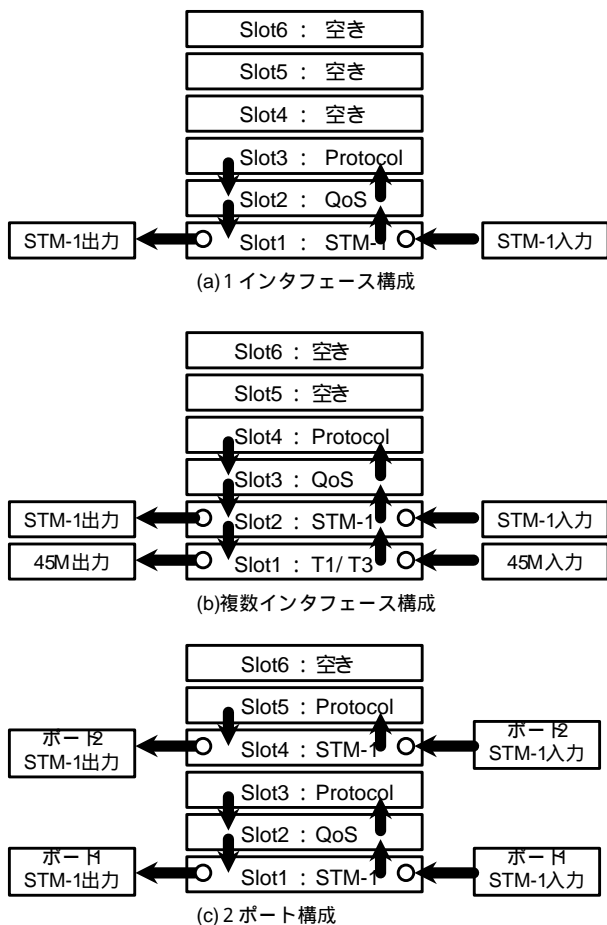 Slot6 : 空き
Slot5 : 空き
Slot4 : 空き
Slot3 : Protocol
Slot2 : QoS
STM-1出力
Slot1 : STM-1
STM-1入力
(a)1インタフェース構成
Slot6 : 空き
Slot5 : 空き
Slot4 : Protocol
Slot3 : QoS
STM-1出力
Slot2 : STM-1
STM-1入力
45M出力
Slot1 : T1/T3
45M入力
(b)複数インタフェース構成
Slot6 : 空き
Slot5 : Protocol
ポート2
STM-1出力
Slot4 : STM-1
ポート2
STM-1入力
Slot3 : Protocol
Slot2 : QoS
ポート1
STM-1出力
Slot1 : STM-1
ポート1
STM-1入力
(c)2ポート構成